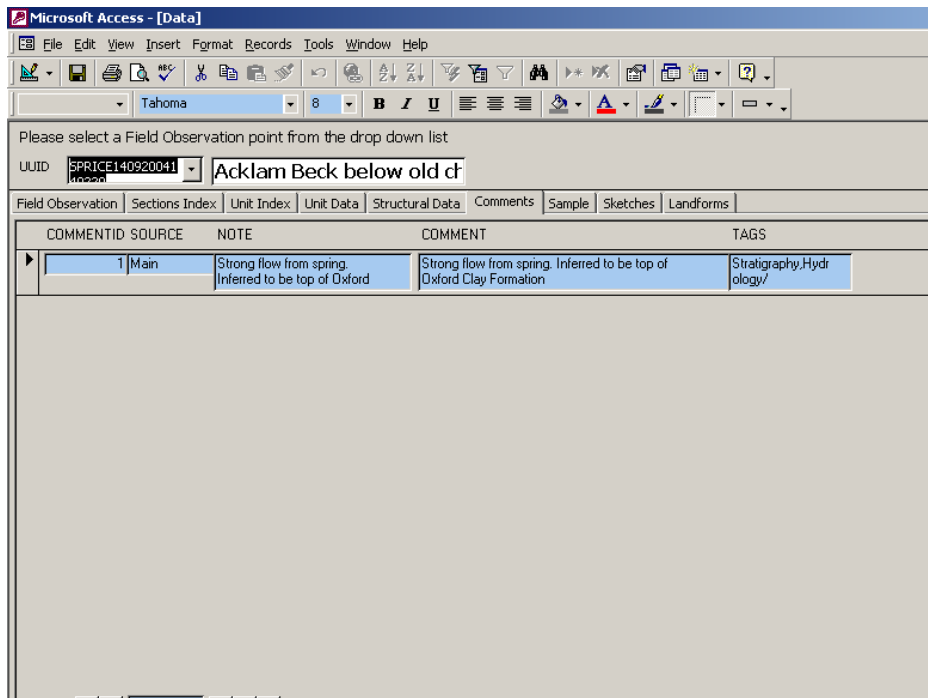 Microsoft Access - [Data]
File Edit View Insert Format Records Tools Window Help
Tahoma 8 B I U
Please select a Field Observation point from the drop down list
UUID SPRICE140920041 Acklam Beck below old ch
Field Observation Sections Index Unit Index Unit Data Structural Data Comments Sample Sketches Landforms
COMMENTID SOURCE NOTE COMMENT TAGS
1 Main Strong flow from spring. Strong flow from spring. Inferred to be top of Stratigraphy,Hydr
Inferred to be top of Oxford Oxford Clay Formation ology/